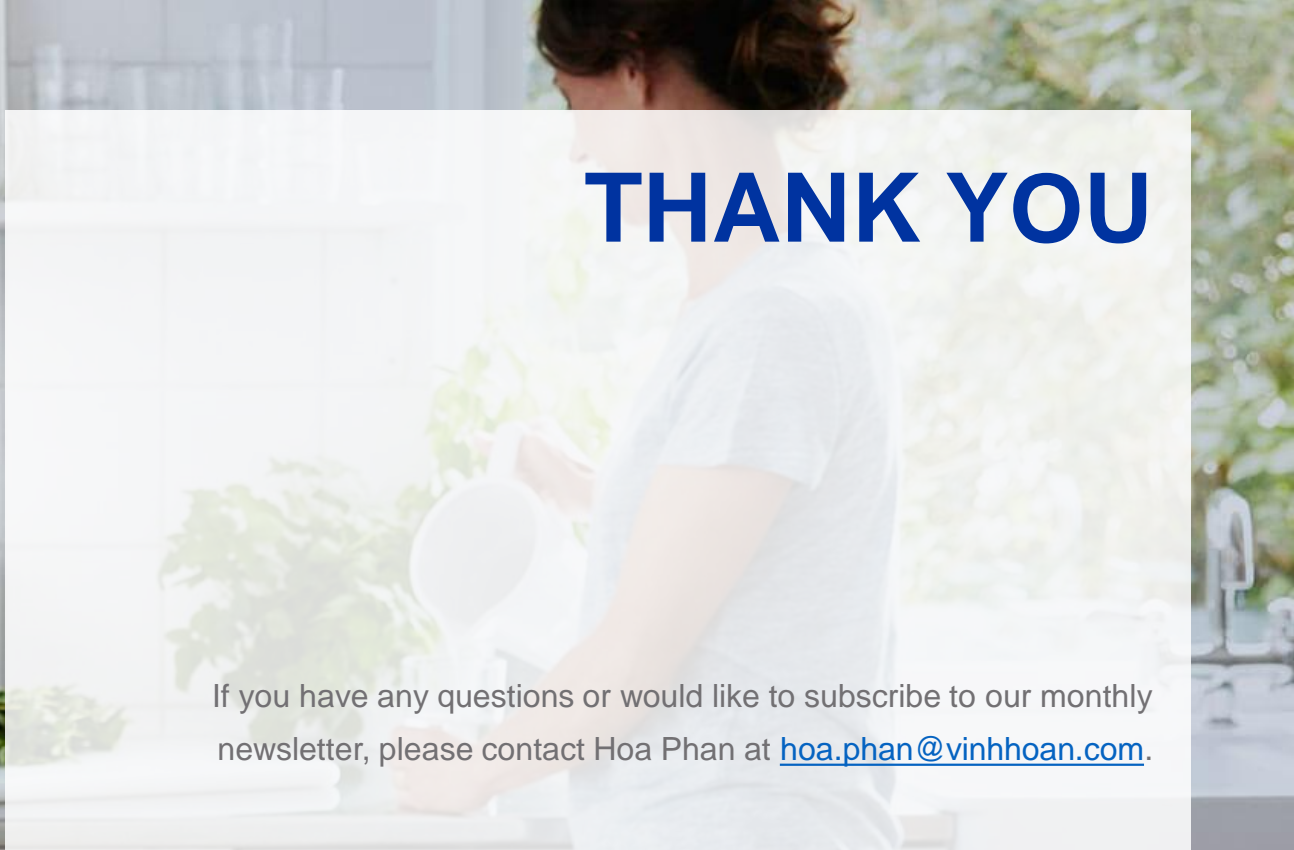 THANK YOU
If you have any questions or would like to subscribe to our monthly
newsletter, please contact Hoa Phan at hoa.phan@vinhhoan.com.